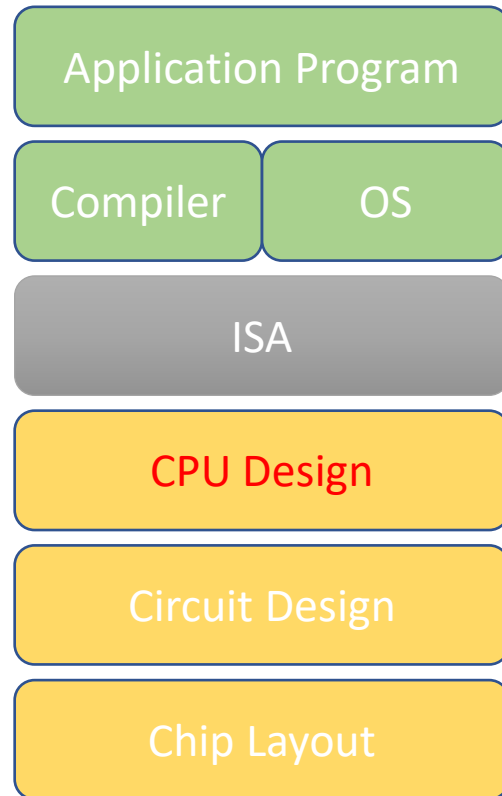 Application Program
Compiler OS
ISA
CPU Design
Circuit Design
Chip Layout